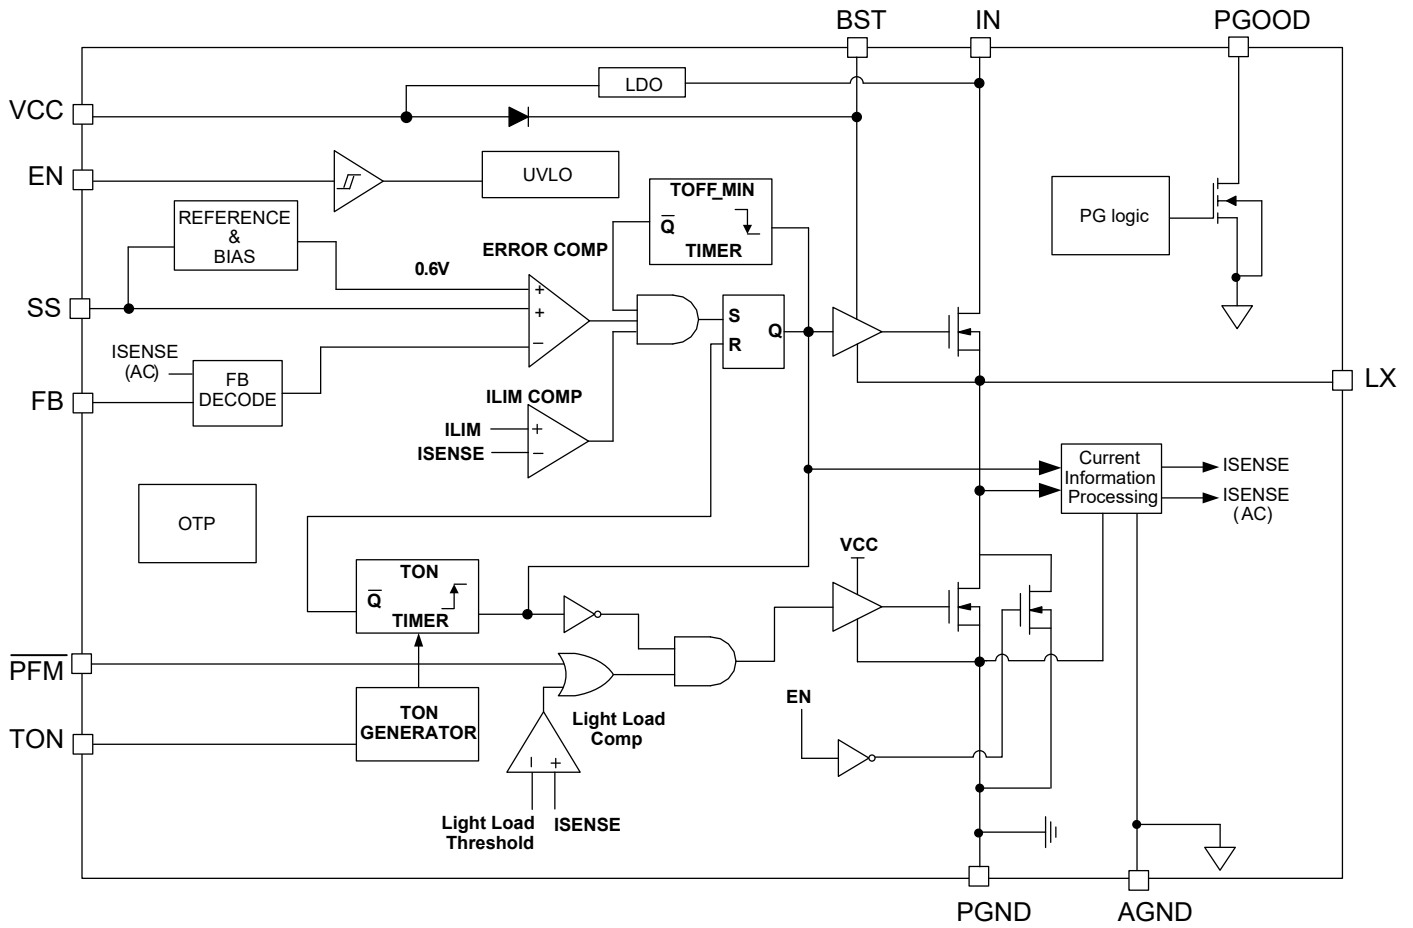 BST
IN
PGOOD
VCC
LDO
EN
UVLO
TOFF_MIN
Q̅
TIMER
PG logic
REFERENCE
&
BIAS
ERROR COMP
0.6V
+
+
−
SS
S
R
Q
ISENSE
(AC)
FB
DECODE
FB
LX
ILIM COMP
ILIM
+
ISENSE
−
Current
Information
Processing
ISENSE
ISENSE
(AC)
OTP
VCC
TON
Q̅
TIMER
P̅F̅M̅
TON
GENERATOR
TON
Light Load
Comp
EN
− +
Light Load
Threshold
ISENSE
PGND
AGND